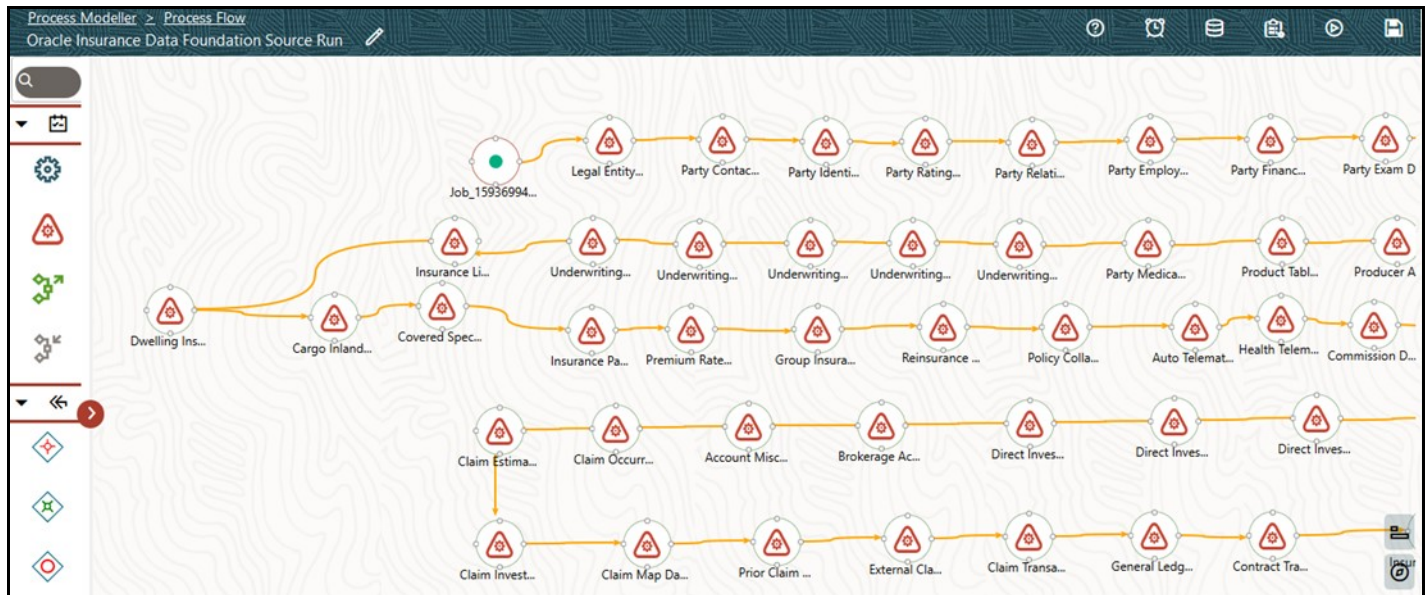 Process Modeller > Process Flow
Oracle Insurance Data Foundation Source Run
Job_15936994...
Legal Entity...
Party Contac...
Party Identi...
Party Rating...
Party Relati...
Party Employ...
Party Financ...
Party Exam D
Insurance Li...
Underwriting...
Underwriting...
Underwriting...
Underwriting...
Underwriting...
Party Medica...
Product Tabl...
Producer A
Dwelling Ins...
Cargo Inland...
Covered Spec...
Insurance Pa...
Premium Rate...
Group Insura...
Reinsurance ...
Policy Colla...
Auto Telemat...
Health Telem...
Commission D...
Claim Estima...
Claim Occurr...
Account Misc...
Brokerage Ac...
Direct Inves...
Direct Inves...
Direct Inves...
Claim Invest...
Claim Map Da...
Prior Claim ...
External Cla...
Claim Transa...
General Ledg...
Contract Tra...